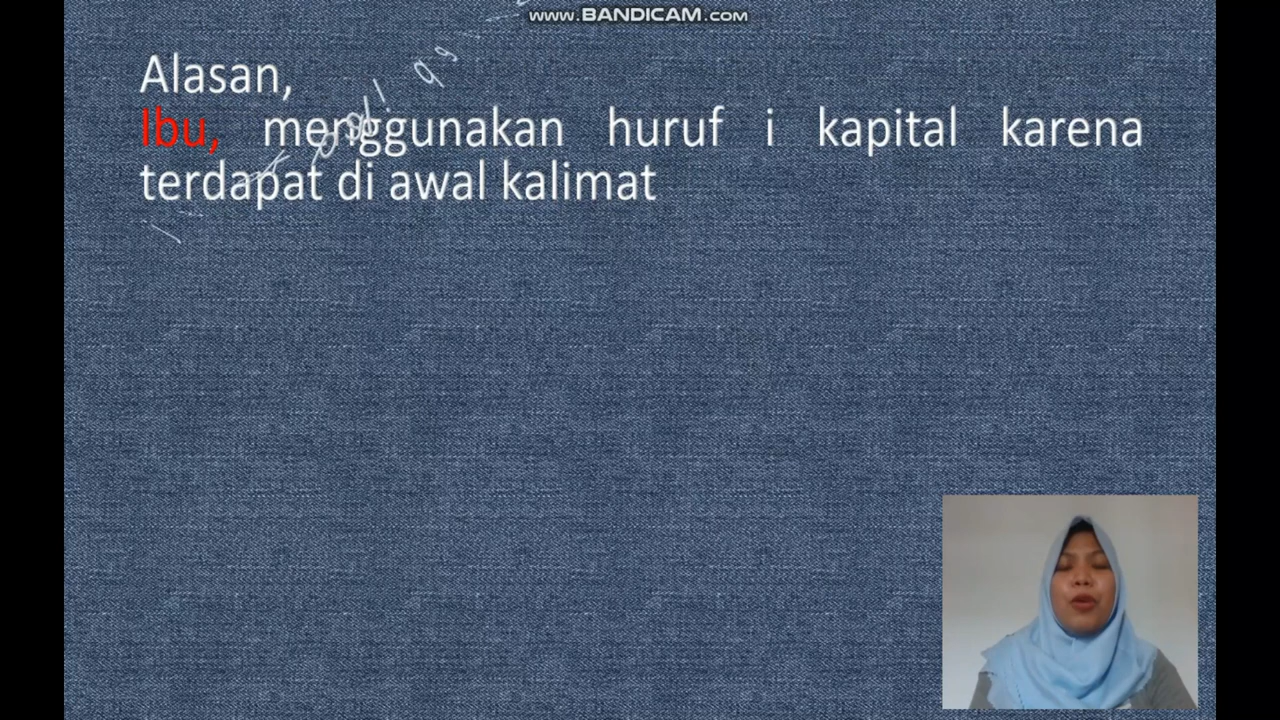 www.BANDICAM.com
Alasan,
Ibu, menggunakan huruf i kapital karena
terdapat di awal kalimat